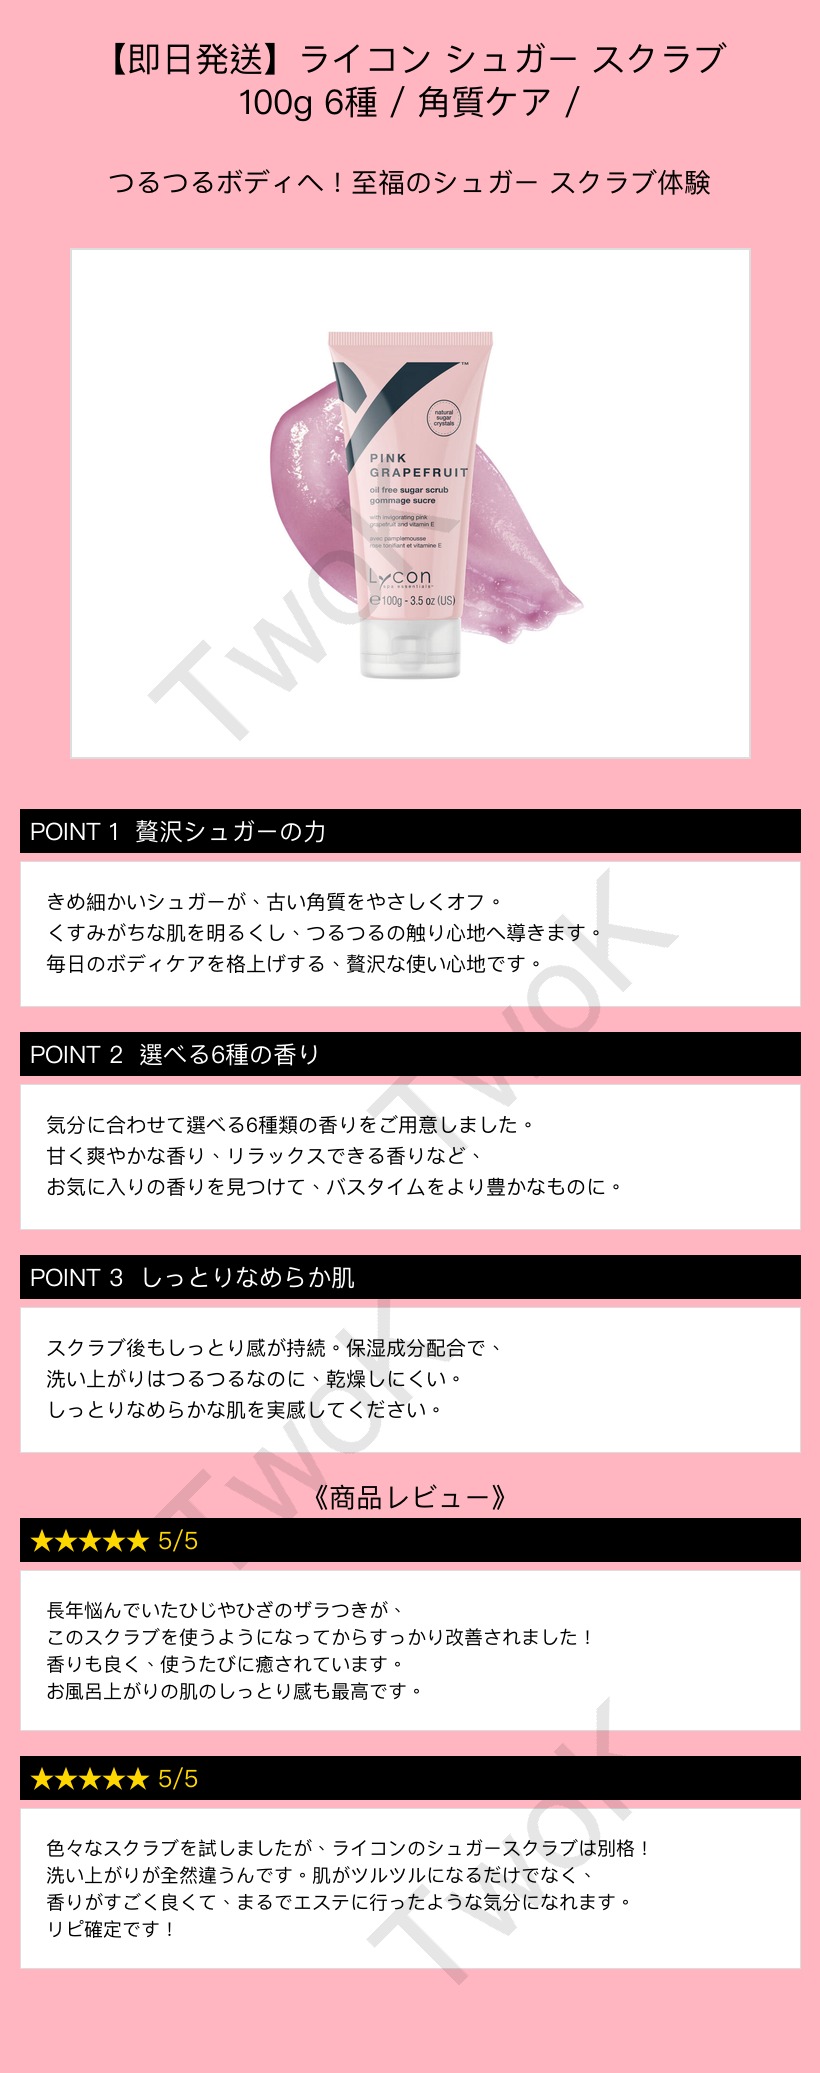 【即日発送】ライコン シュガー スクラブ
100g 6種 / 角質ケア /
つるつるボディへ！至福のシュガー スクラブ体験
™
natural
sugar
crystals
PINK
GRAPEFRUIT
oil free sugar scrub
gommage sucre
with invigorating pink
grapefruit and vitamin E
avec pamplemousse
rose tonifiant et vitamine E
Lycon
spa essentials
℮100g - 3.5 oz (US)
TwoK
POINT 1 贅沢シュガーの力
きめ細かいシュガーが、古い角質をやさしくオフ。
くすみがちな肌を明るくし、つるつるの触り心地へ導きます。
毎日のボディケアを格上げする、贅沢な使い心地です。
TwoK
POINT 2 選べる6種の香り
気分に合わせて選べる6種類の香りをご用意しました。
甘く爽やかな香り、リラックスできる香りなど、
お気に入りの香りを見つけて、バスタイムをより豊かなものに。
POINT 3 しっとりなめらか肌
スクラブ後もしっとり感が持続。保湿成分配合で、
洗い上がりはつるつるなのに、乾燥しにくい。
しっとりなめらかな肌を実感してください。
TwoK
《商品レビュー》
★★★★★ 5/5
長年悩んでいたひじやひざのザラつきが、
このスクラブを使うようになってからすっかり改善されました！
香りも良く、使うたびに癒されています。
お風呂上がりの肌のしっとり感も最高です。
★★★★★ 5/5
色々なスクラブを試しましたが、ライコンのシュガースクラブは別格！
洗い上がりが全然違うんです。肌がツルツルになるだけでなく、
香りがすごく良くて、まるでエステに行ったような気分になれます。
リピ確定です！
TwoK